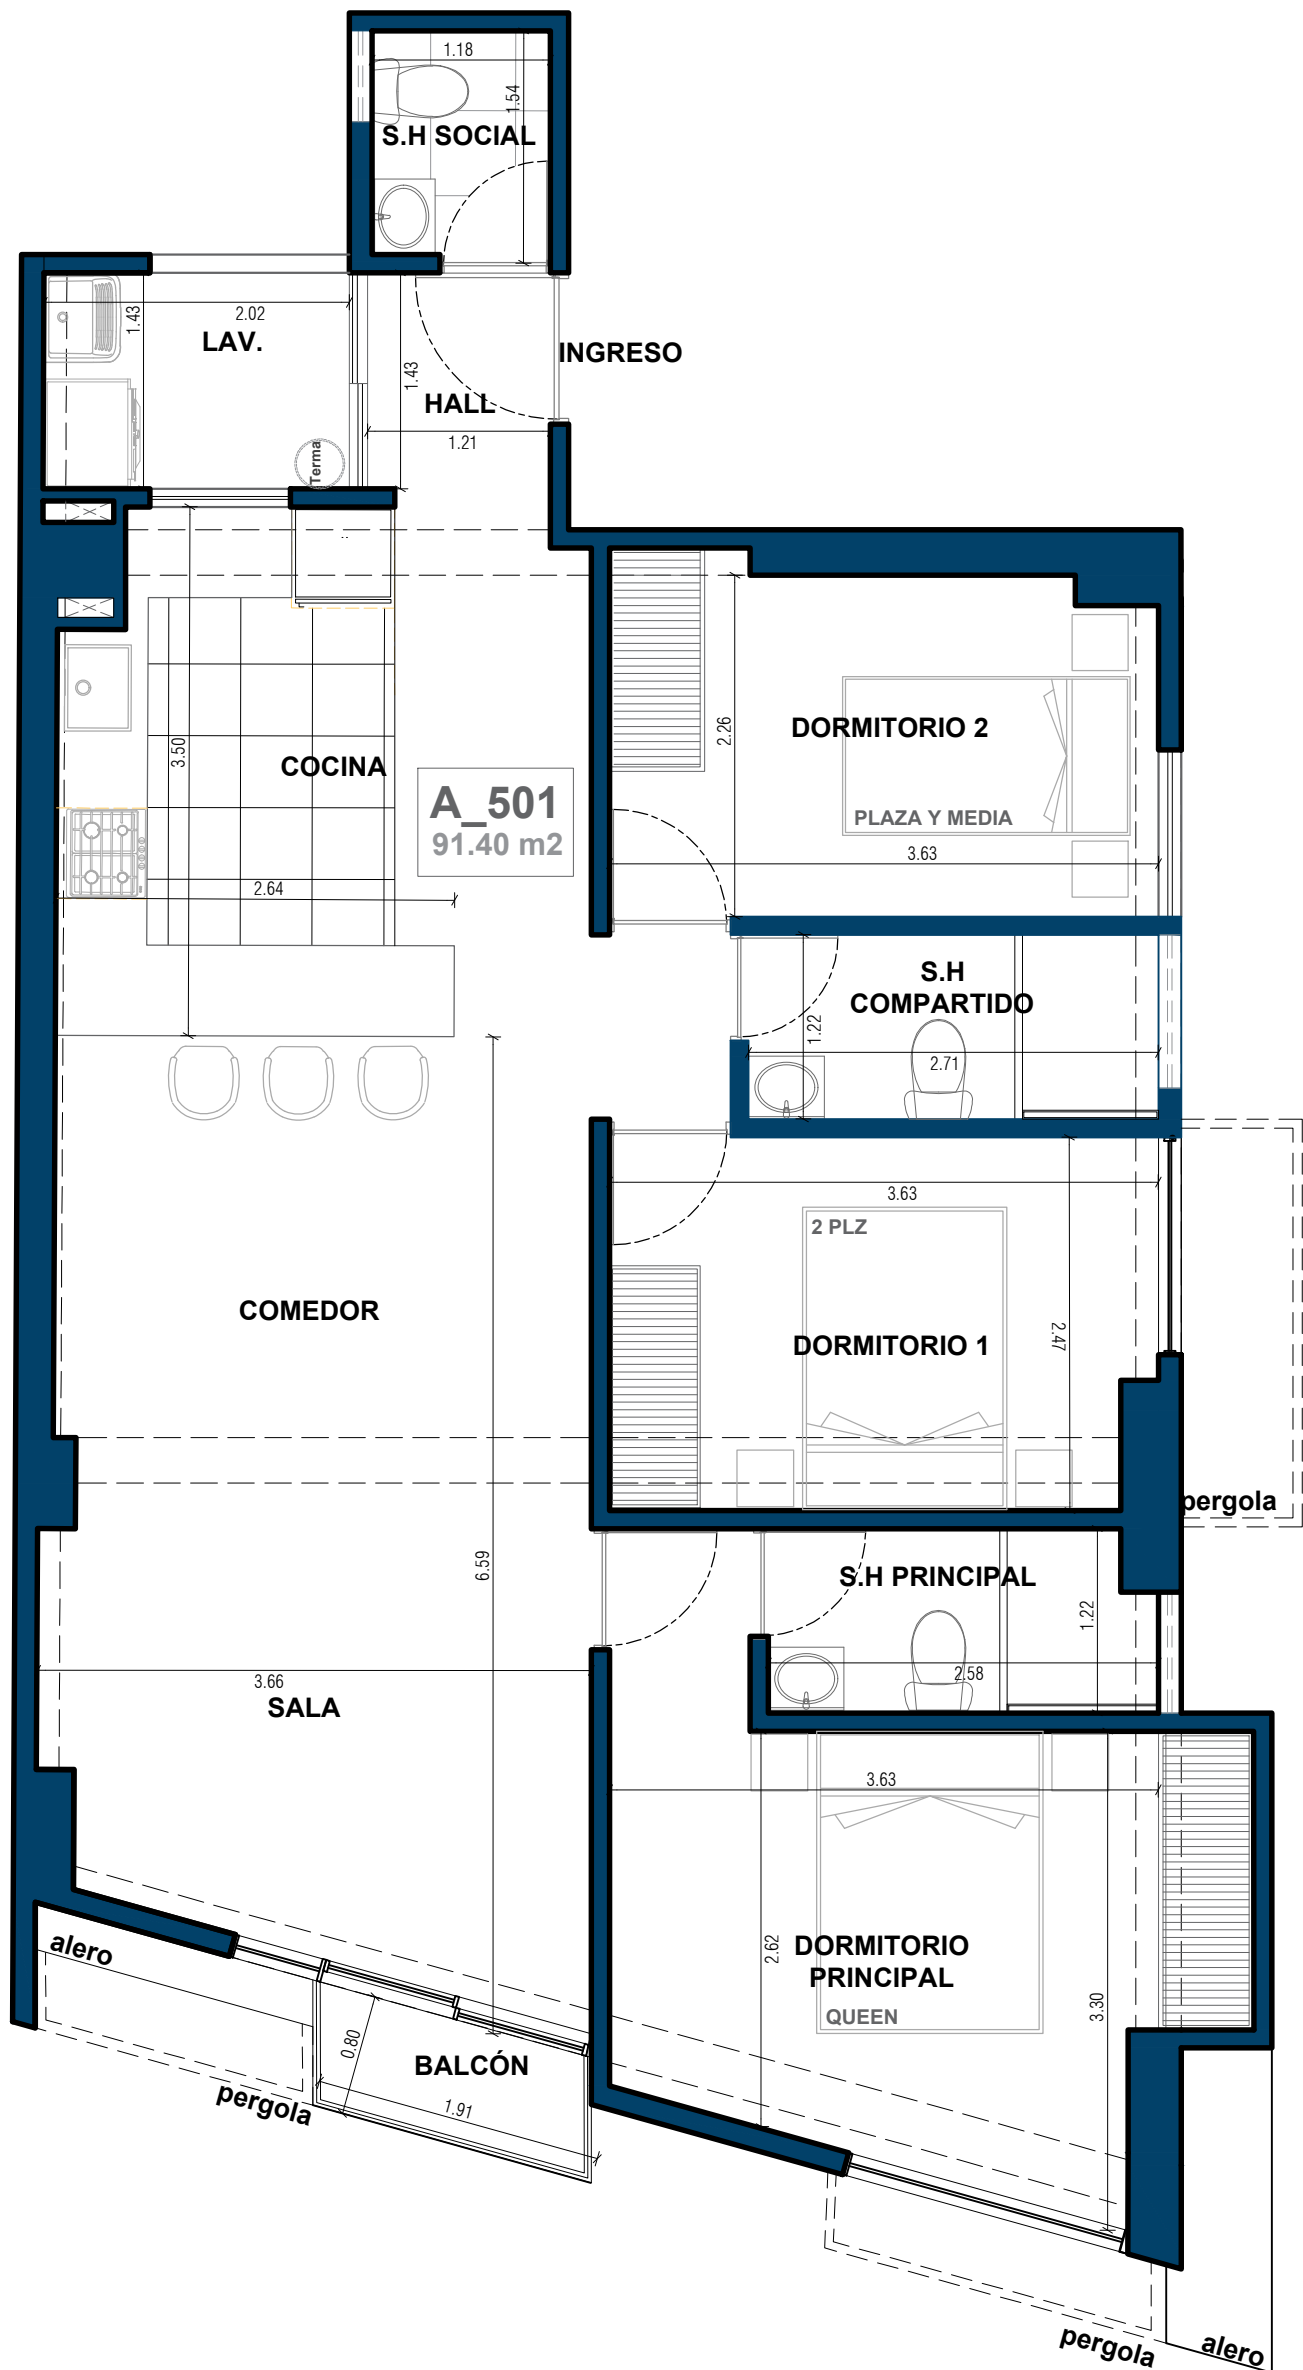 1.18
1.54
S.H SOCIAL
2.02
1.43
LAV.
1.43
HALL
INGRESO
1.21
Terma
3.50
COCINA
A_501
91.40 m2
2.64
2.26
DORMITORIO 2
PLAZA Y MEDIA
3.63
S.H
COMPARTIDO
1.22
2.71
3.63
2 PLZ
COMEDOR
DORMITORIO 1
2.47
pergola
6.59
S.H PRINCIPAL
1.22
2.58
3.66
SALA
3.63
2.62
DORMITORIO
PRINCIPAL
QUEEN
3.30
alero
0.80
BALCÓN
1.91
pergola
pergola
alero